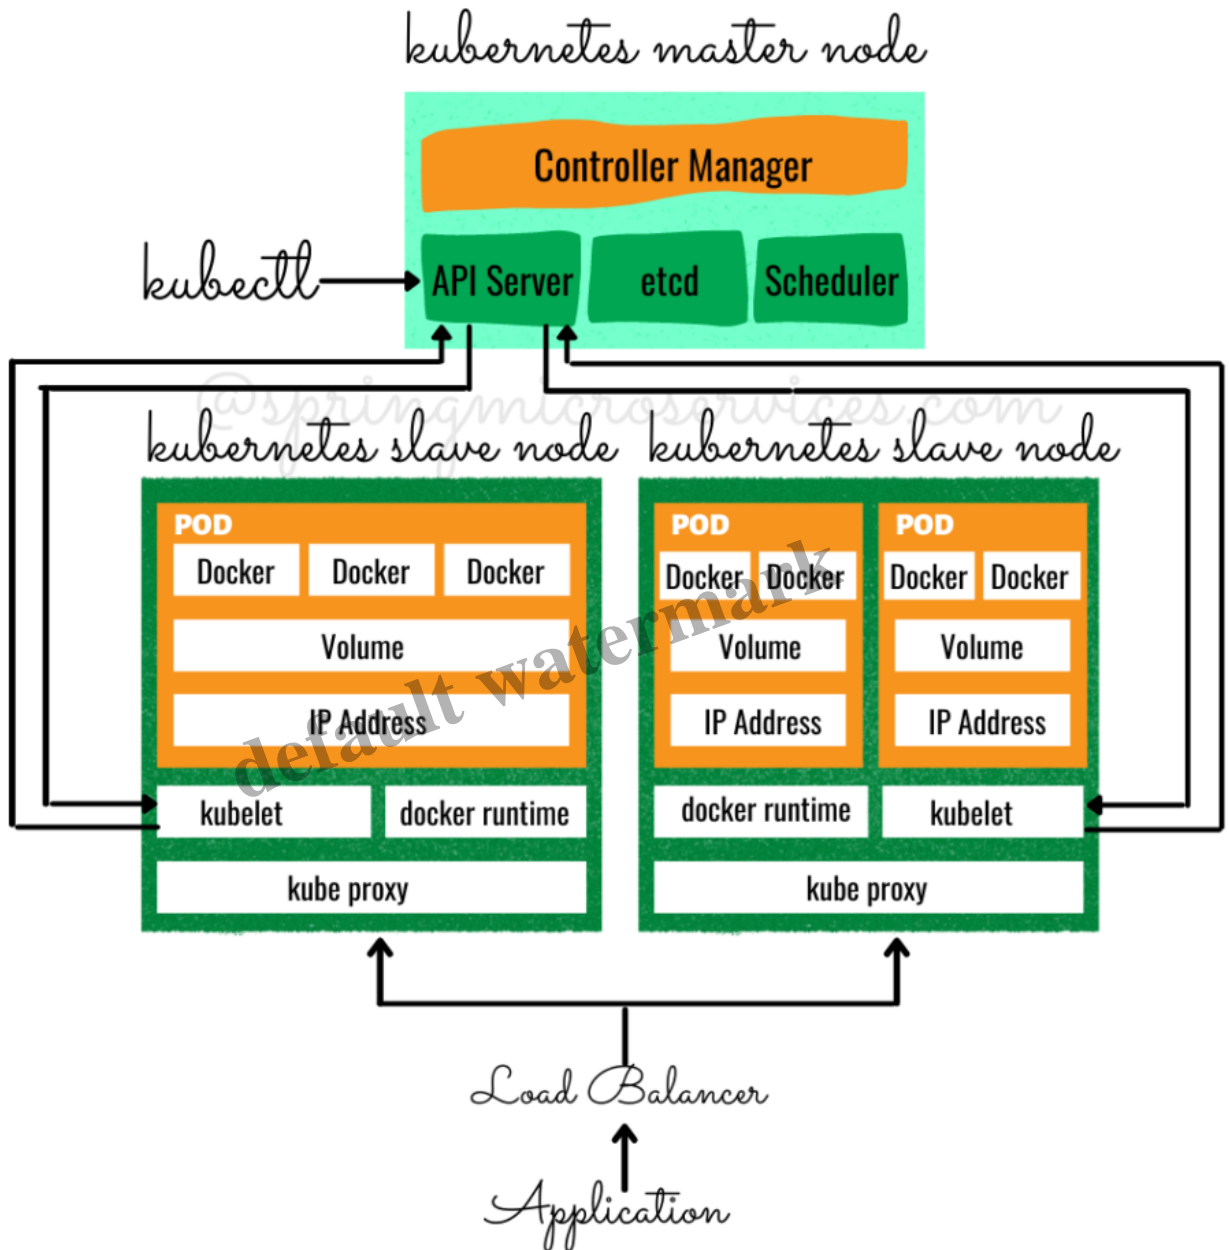 kubernetes master node
Controller Manager
kubectl
API Server
etcd
Scheduler
@springmicroservices.com
kubernetes slave node
kubernetes slave node
POD
Docker
Docker
Docker
Volume
IP Address
kubelet
docker runtime
kube proxy
POD
Docker
Docker
Volume
IP Address
POD
Docker
Docker
Volume
IP Address
docker runtime
kubelet
kube proxy
default watermark
Load Balancer
Application